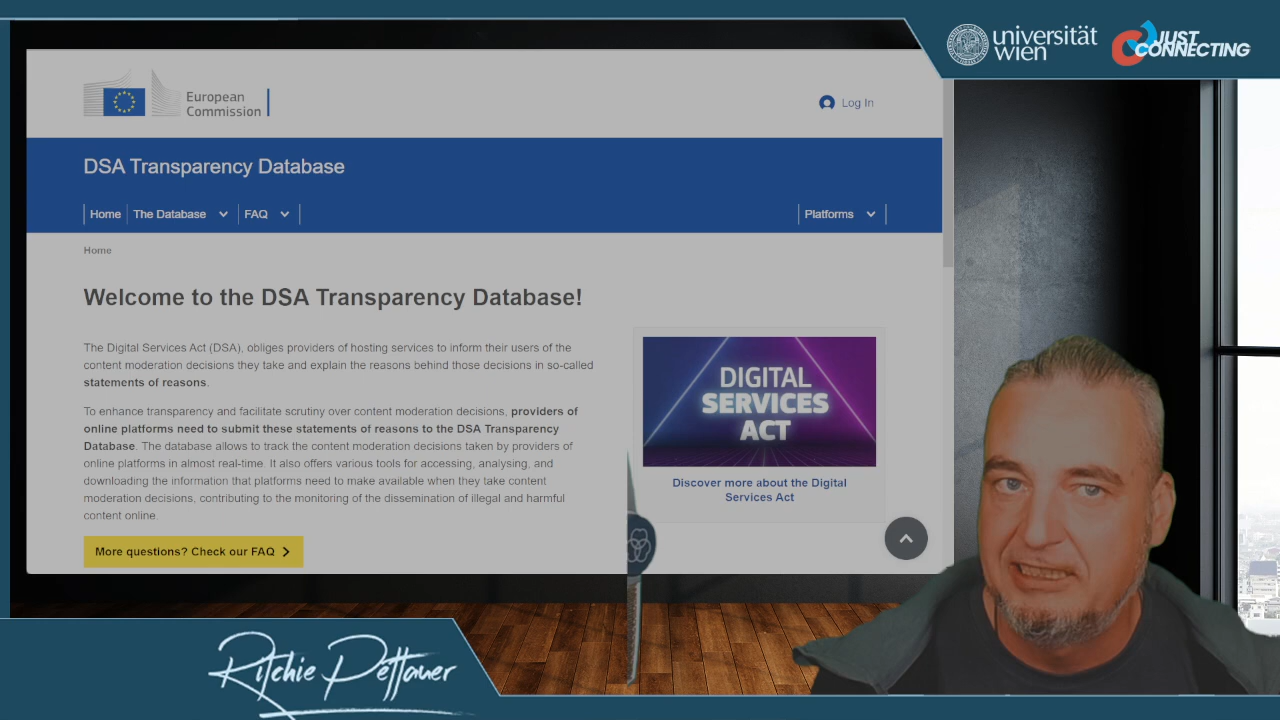 universität
wien
JUST
CONNECTING
European
Commission
Log In
DSA Transparency Database
Home
The Database
FAQ
Platforms
Home
Welcome to the DSA Transparency Database!
The Digital Services Act (DSA), obliges providers of hosting services to inform their users of the
content moderation decisions they take and explain the reasons behind those decisions in so-called
statements of reasons.
To enhance transparency and facilitate scrutiny over content moderation decisions, providers of
online platforms need to submit these statements of reasons to the DSA Transparency
Database. The database allows to track the content moderation decisions taken by providers of
online platforms in almost real-time. It also offers various tools for accessing, analysing, and
downloading the information that platforms need to make available when they take content
moderation decisions, contributing to the monitoring of the dissemination of illegal and harmful
content online.
More questions? Check our FAQ
DIGITAL
SERVICES
ACT
Discover more about the Digital
Services Act
Ritchie Pettauer